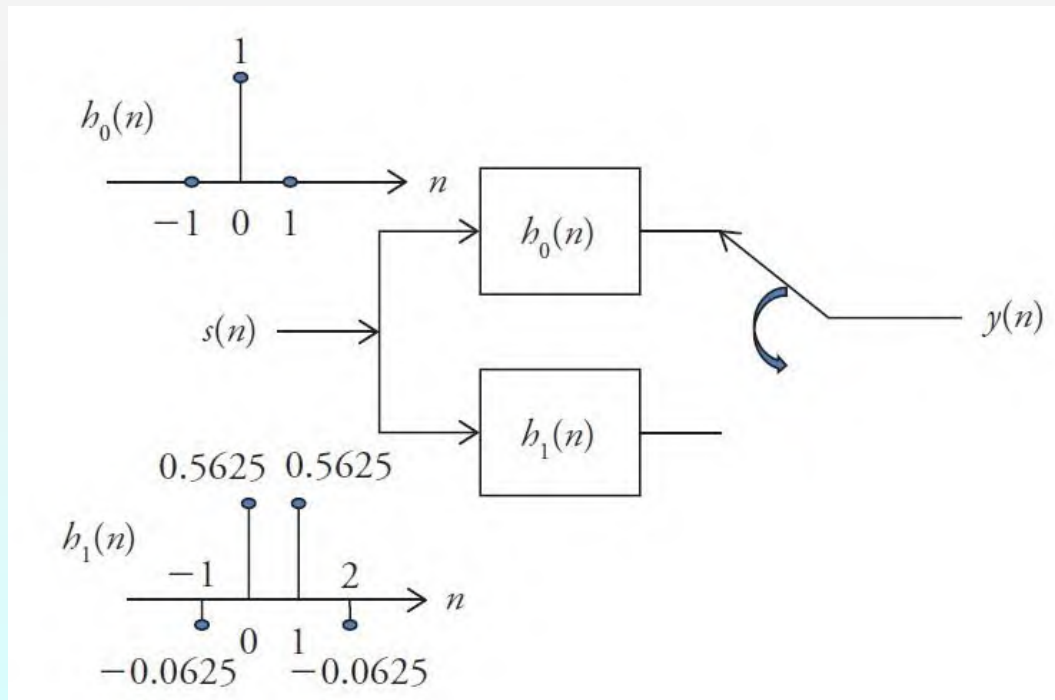 1
h₀(n)
n
−1 0 1
h₀(n)
s(n)
y(n)
h₁(n)
0.5625 0.5625
h₁(n)
−1 2
n
0 1
−0.0625 −0.0625